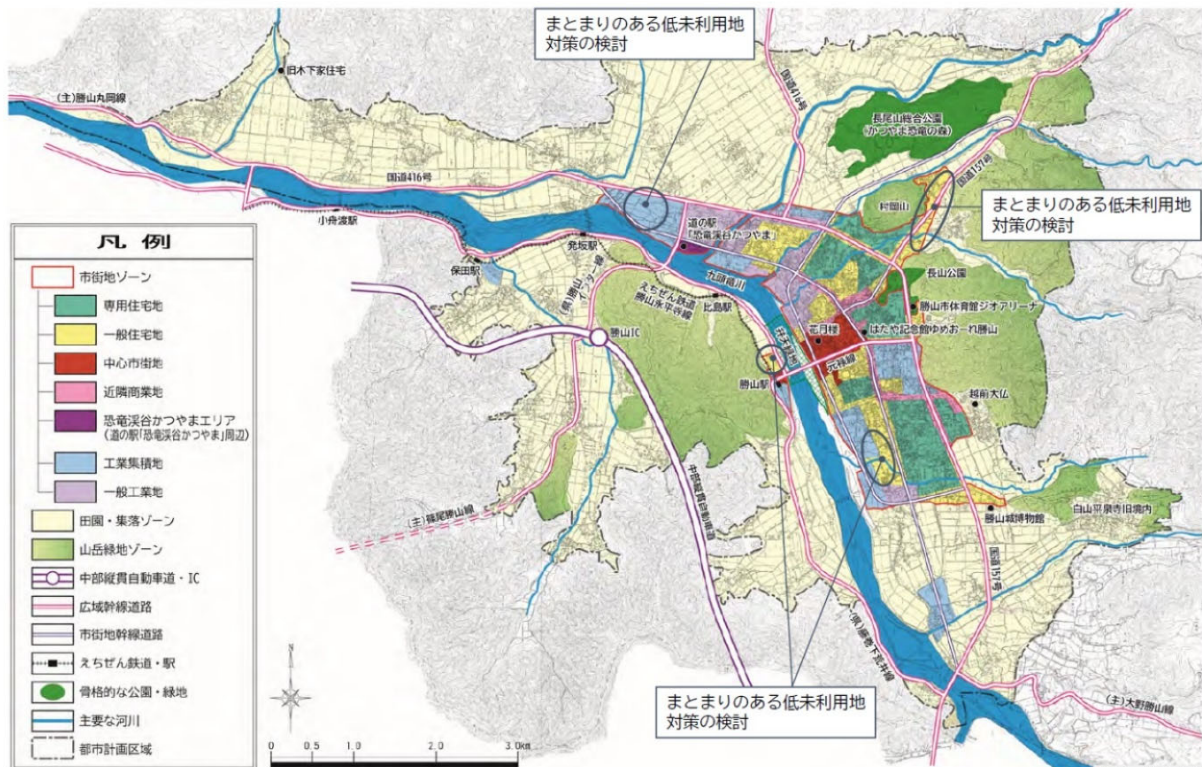 まとまりのある低未利用地
対策の検討
旧木下家住宅
(主)勝山丸岡線
国道416号
長尾山総合公園
(かつやま恐竜の森)
国道157号
国道416号
村岡山
まとまりのある低未利用地
対策の検討
小舟渡駅
道の駅
「恐竜渓谷かつやま」
発坂駅
保田駅
九頭竜川
長山公園
えちぜん鉄道
勝山永平寺線
比島駅
勝山市体育館ジオアリーナ
勝山IC
花月楼
はたや記念館ゆめおーれ勝山
元禄線
勝山駅
越前大仏
中部縦貫自動車道
(主)篠尾勝山線
勝山城博物館
白山平泉寺旧境内
国道157号
まとまりのある低未利用地
対策の検討
(主)大野勝山線
凡例
市街地ゾーン
専用住宅地
一般住宅地
中心市街地
近隣商業地
恐竜渓谷かつやまエリア
(道の駅「恐竜渓谷かつやま」周辺)
工業集積地
一般工業地
田園・集落ゾーン
山岳緑地ゾーン
中部縦貫自動車道・IC
広域幹線道路
市街地幹線道路
えちぜん鉄道・駅
骨格的な公園・緑地
主要な河川
都市計画区域
N
0 0.5 1.0 2.0 3.0km